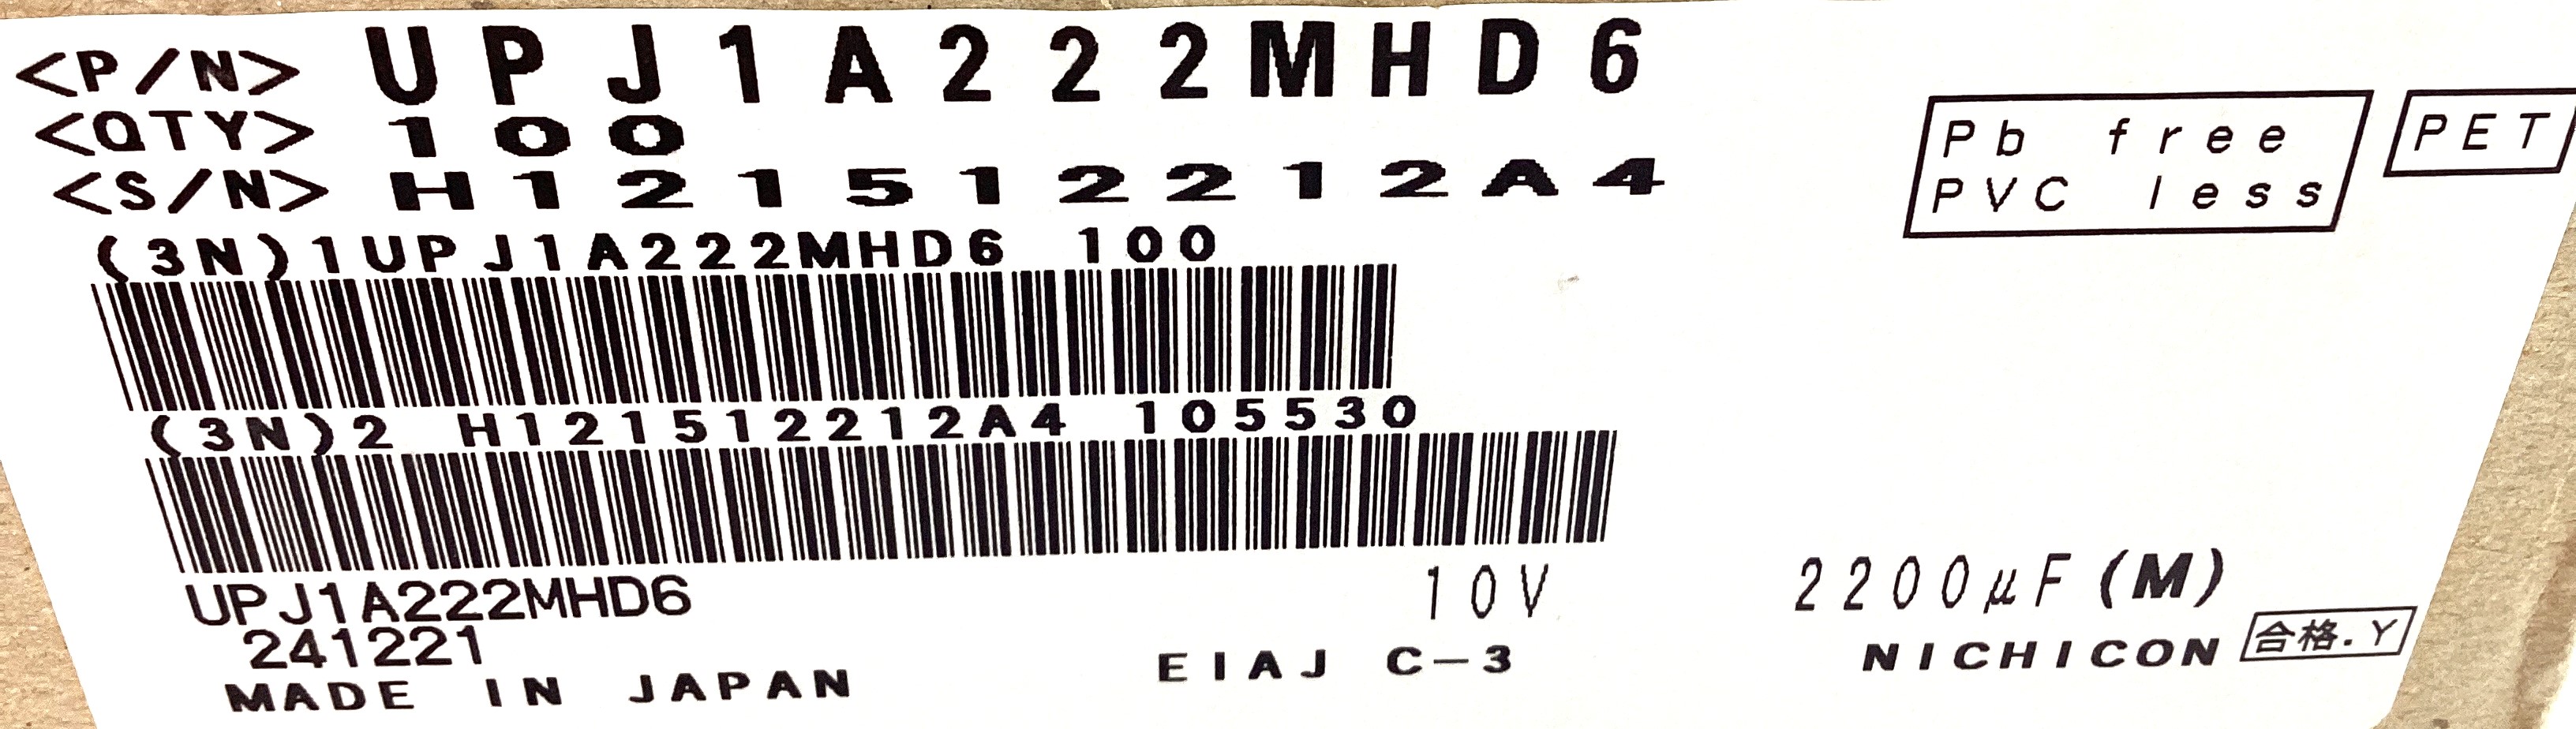 <P/N> UPJ1A222MHD6
<QTY> 100
<S/N> H121512212A4
Pb free
PVC less
PET
(3N)1UPJ1A222MHD6 100
(3N)2 H121512212A4 105530
UPJ1A222MHD6
10V
2200μF(M)
241221
MADE IN JAPAN
EIAJ C-3
NICHICON
合格.Y